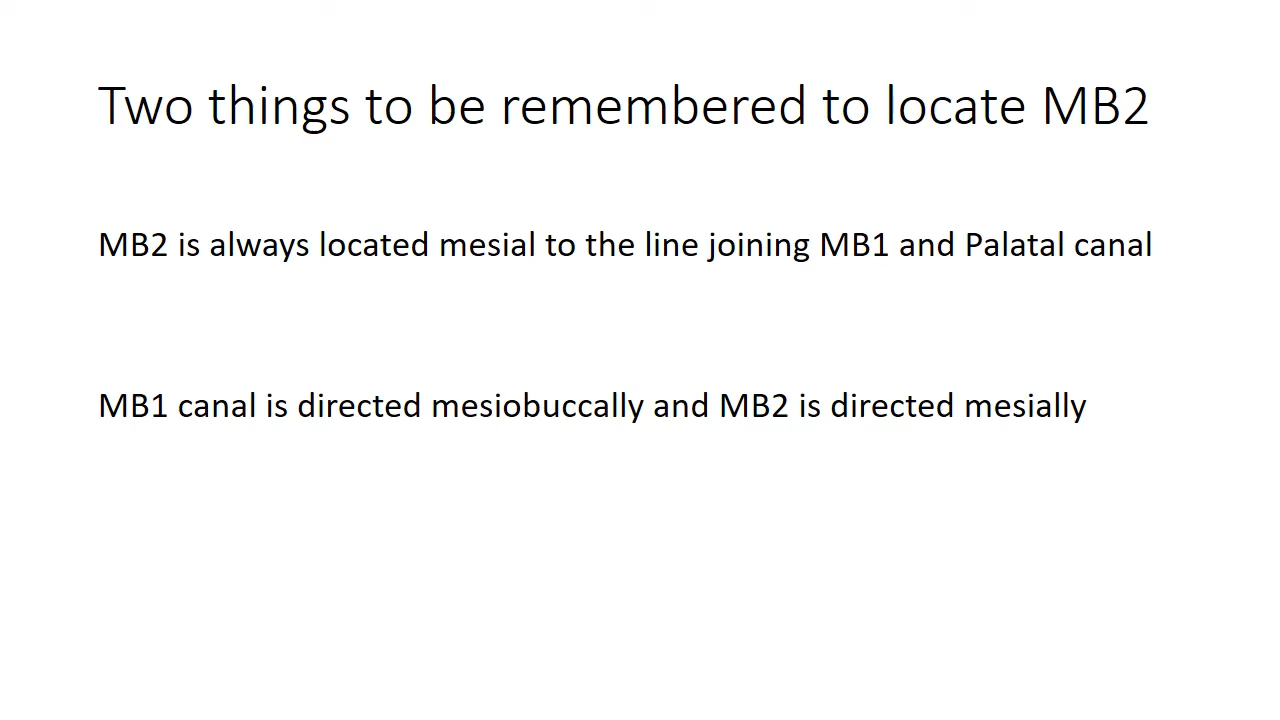 Two things to be remembered to locate MB2
MB2 is always located mesial to the line joining MB1 and Palatal canal
MB1 canal is directed mesiobuccally and MB2 is directed mesially